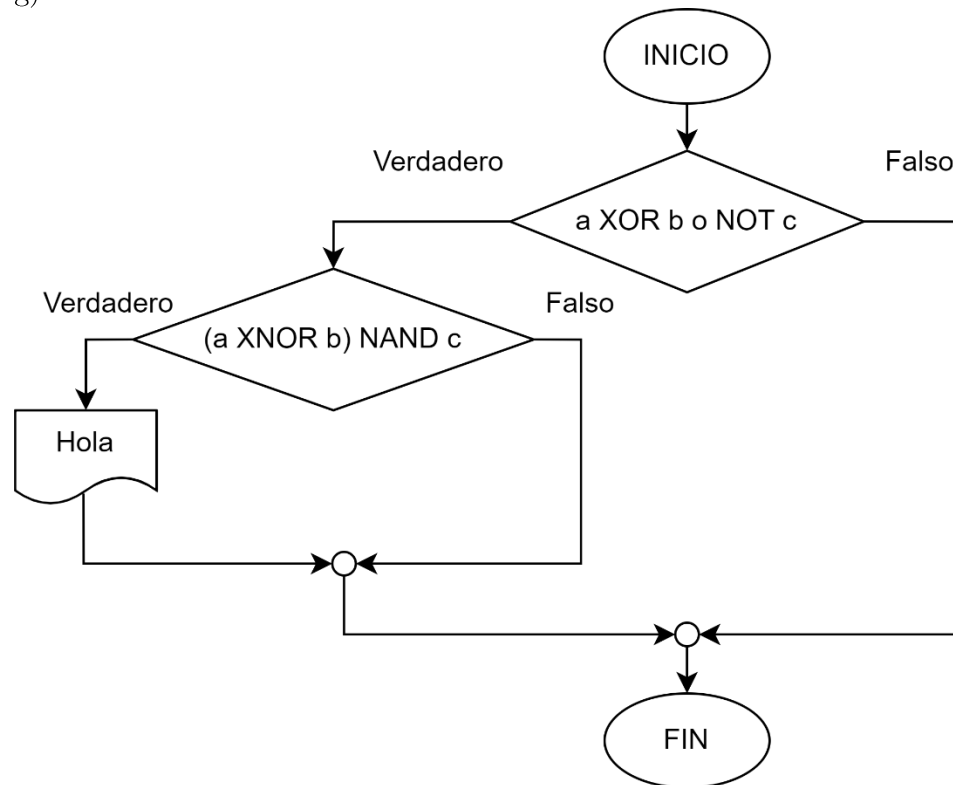 g)
INICIO
Verdadero
Falso
a XOR b o NOT c
Verdadero
Falso
(a XNOR b) NAND c
Hola
FIN